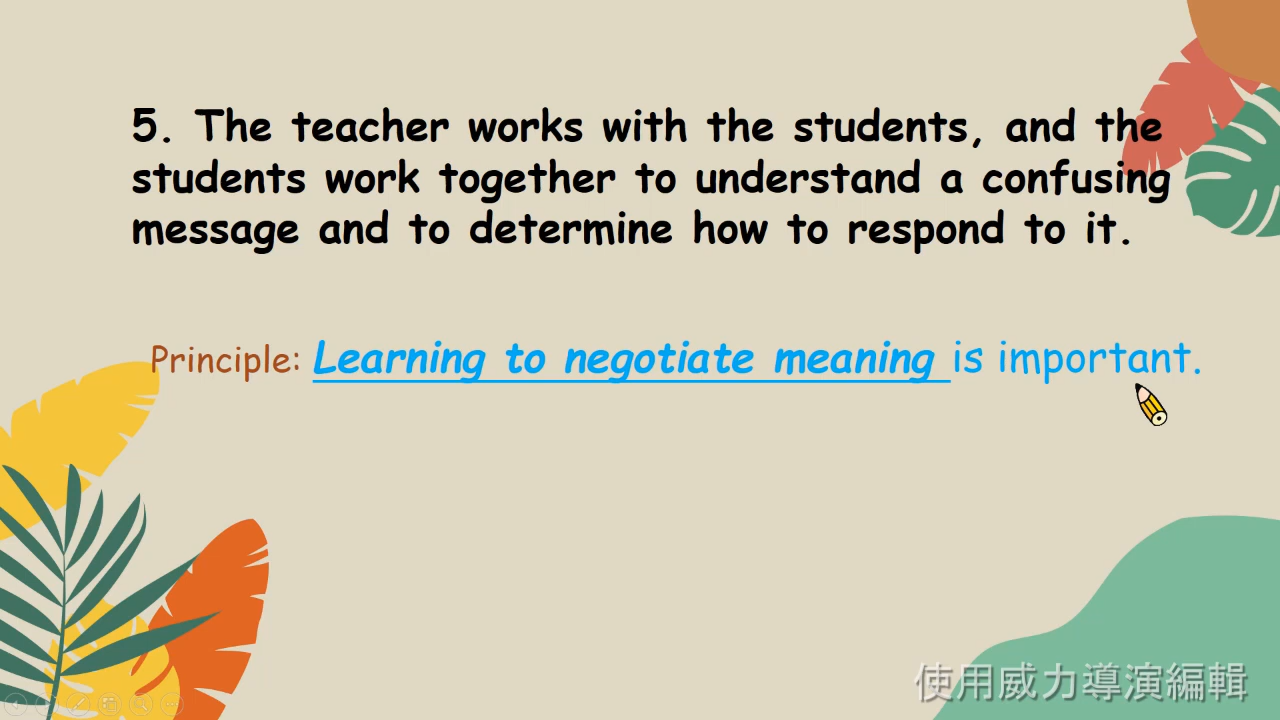 5. The teacher works with the students, and the
students work together to understand a confusing
message and to determine how to respond to it.
Principle: Learning to negotiate meaning is important.
使用威力導演編輯